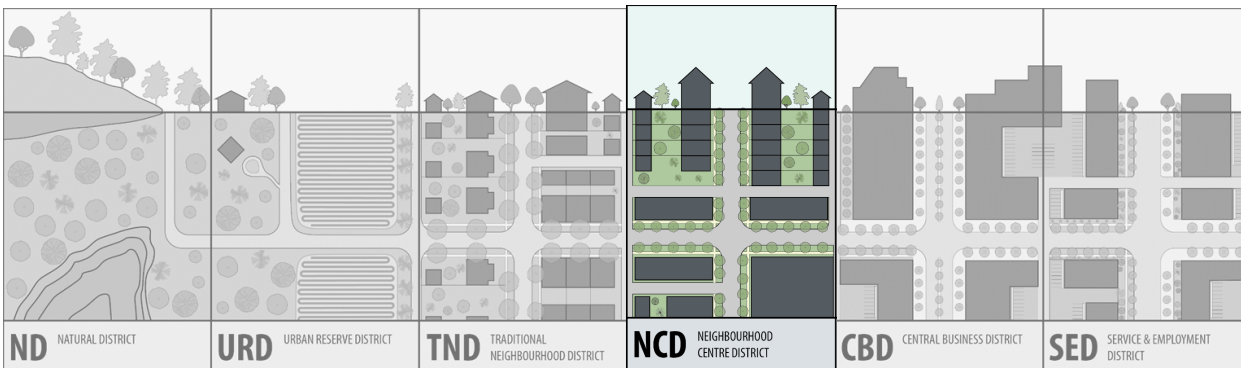 ND NATURAL DISTRICT
URD URBAN RESERVE DISTRICT
TND TRADITIONAL
NEIGHBOURHOOD DISTRICT
NCD NEIGHBOURHOOD
CENTRE DISTRICT
CBD CENTRAL BUSINESS DISTRICT
SED SERVICE & EMPLOYMENT
DISTRICT